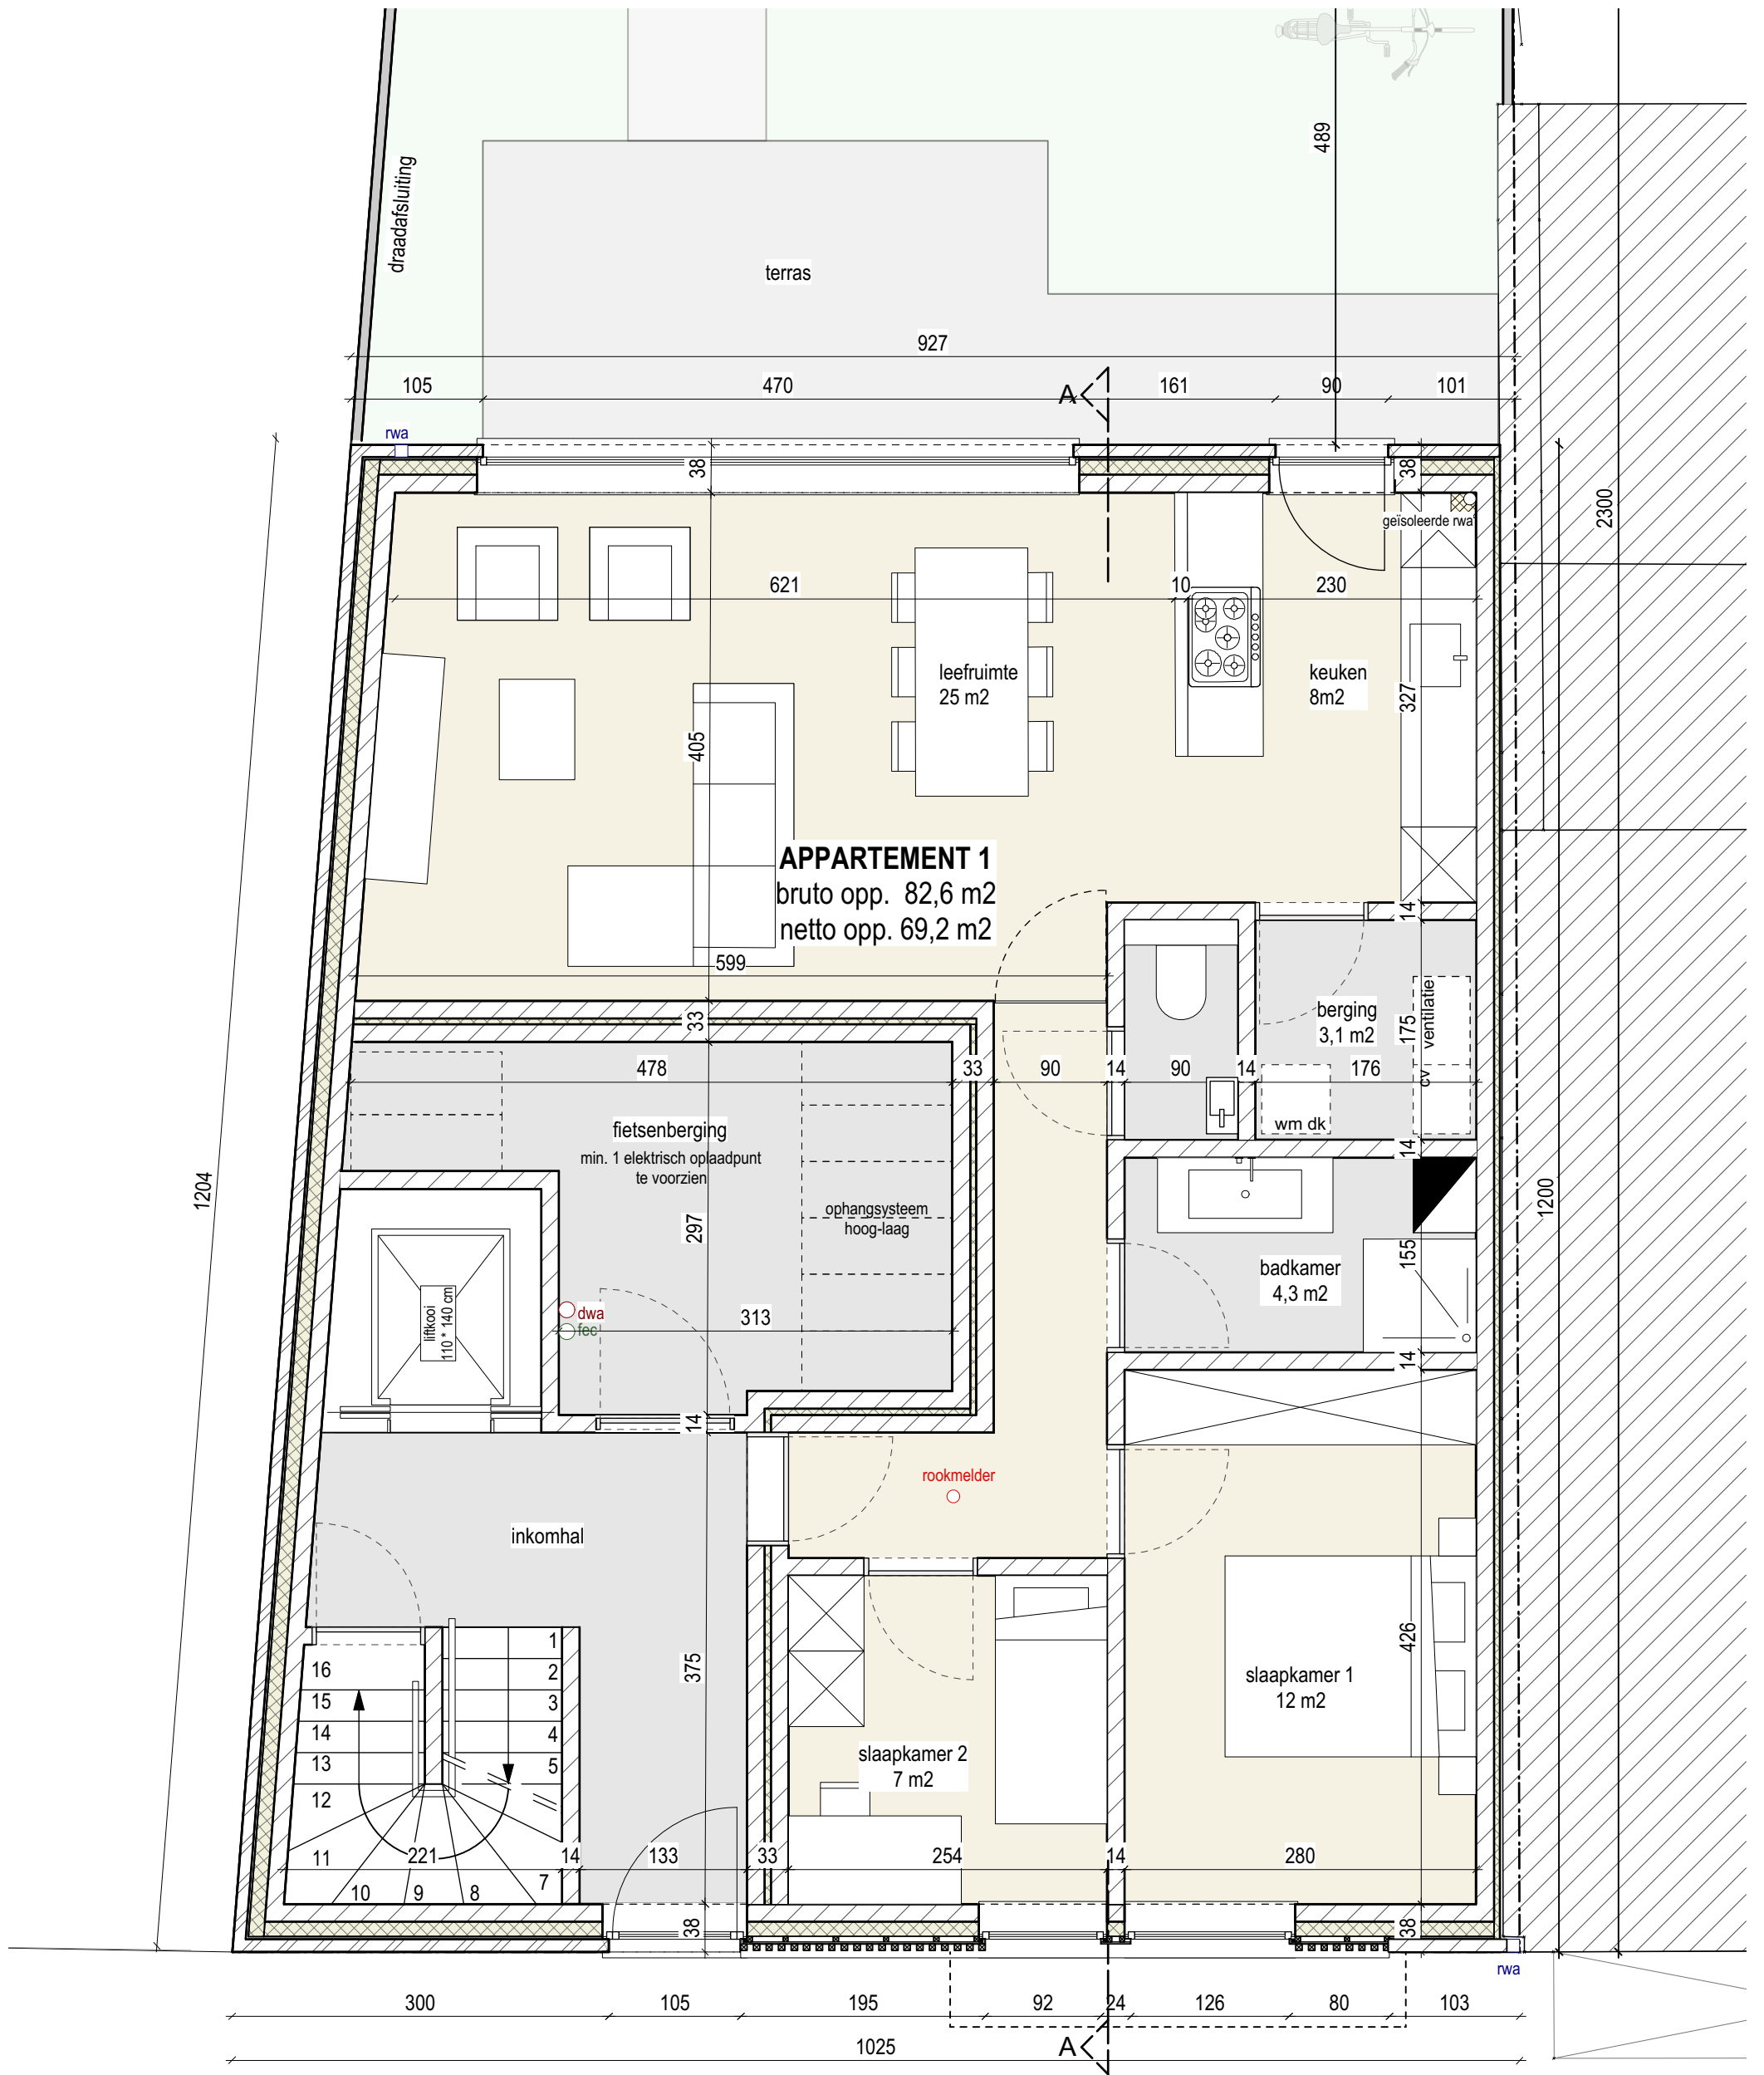 489
draadafsluiting
terras
927
105
470
A
161
90
101
rwa
38
38
2300
geïsoleerde rwa
621
10
230
leefruimte
25 m2
keuken
8m2
327
405
APPARTEMENT 1
bruto opp. 82,6 m2
netto opp. 69,2 m2
14
599
33
berging
3,1 m2
175
ventilatie
cv
478
33
90
14
90
14
176
wm dk
fietsenberging
min. 1 elektrisch oplaadpunt
te voorzien
14
1204
1200
ophangsysteem
hoog-laag
297
155
badkamer
4,3 m2
liftkooi
110 * 140 cm
dwa
fec
313
14
14
rookmelder
inkomhal
426
375
1
16
2
15
3
14
4
13
5
12
slaapkamer 1
12 m2
slaapkamer 2
7 m2
11
221
14
133
33
254
14
280
10
9
8
7
38
38
rwa
300
105
195
92
24
126
80
103
1025
A